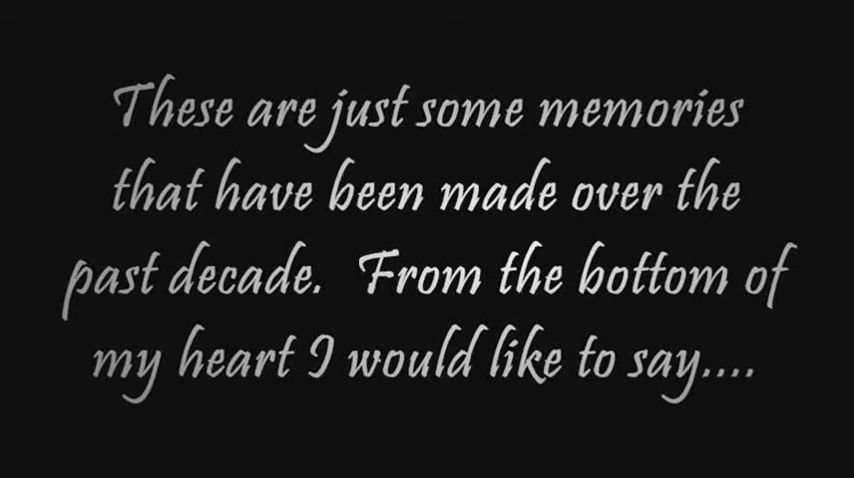 These are just some memories
that have been made over the
past decade.  From the bottom of
my heart I would like to say....